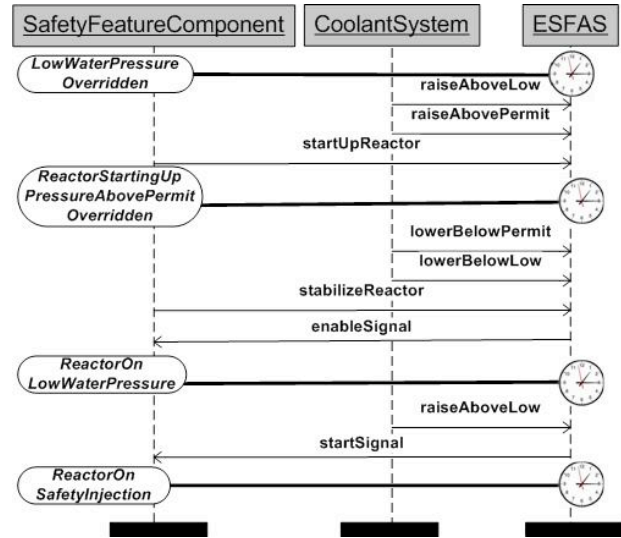 SafetyFeatureComponent CoolantSystem ESFAS
LowWaterPressure
Overridden
raiseAboveLow
raiseAbovePermit
startUpReactor
ReactorStartingUp
PressureAbovePermit
Overridden
lowerBelowPermit
lowerBelowLow
stabilizeReactor
enableSignal
ReactorOn
LowWaterPressure
raiseAboveLow
startSignal
ReactorOn
SafetyInjection